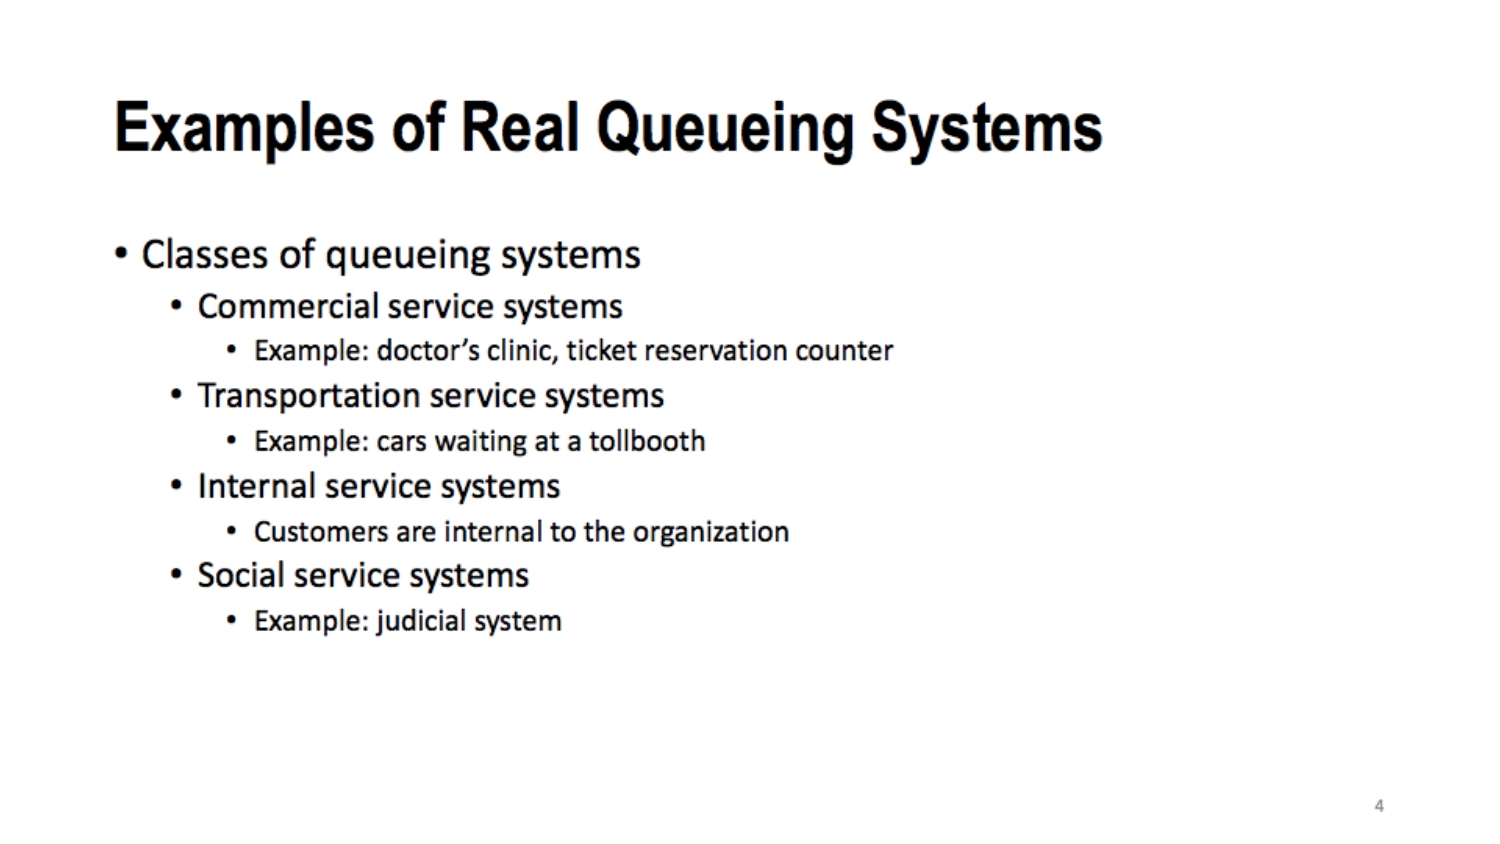 Examples of Real Queueing Systems
• Classes of queueing systems
• Commercial service systems
• Example: doctor’s clinic, ticket reservation counter
• Transportation service systems
• Example: cars waiting at a tollbooth
• Internal service systems
• Customers are internal to the organization
• Social service systems
• Example: judicial system
4